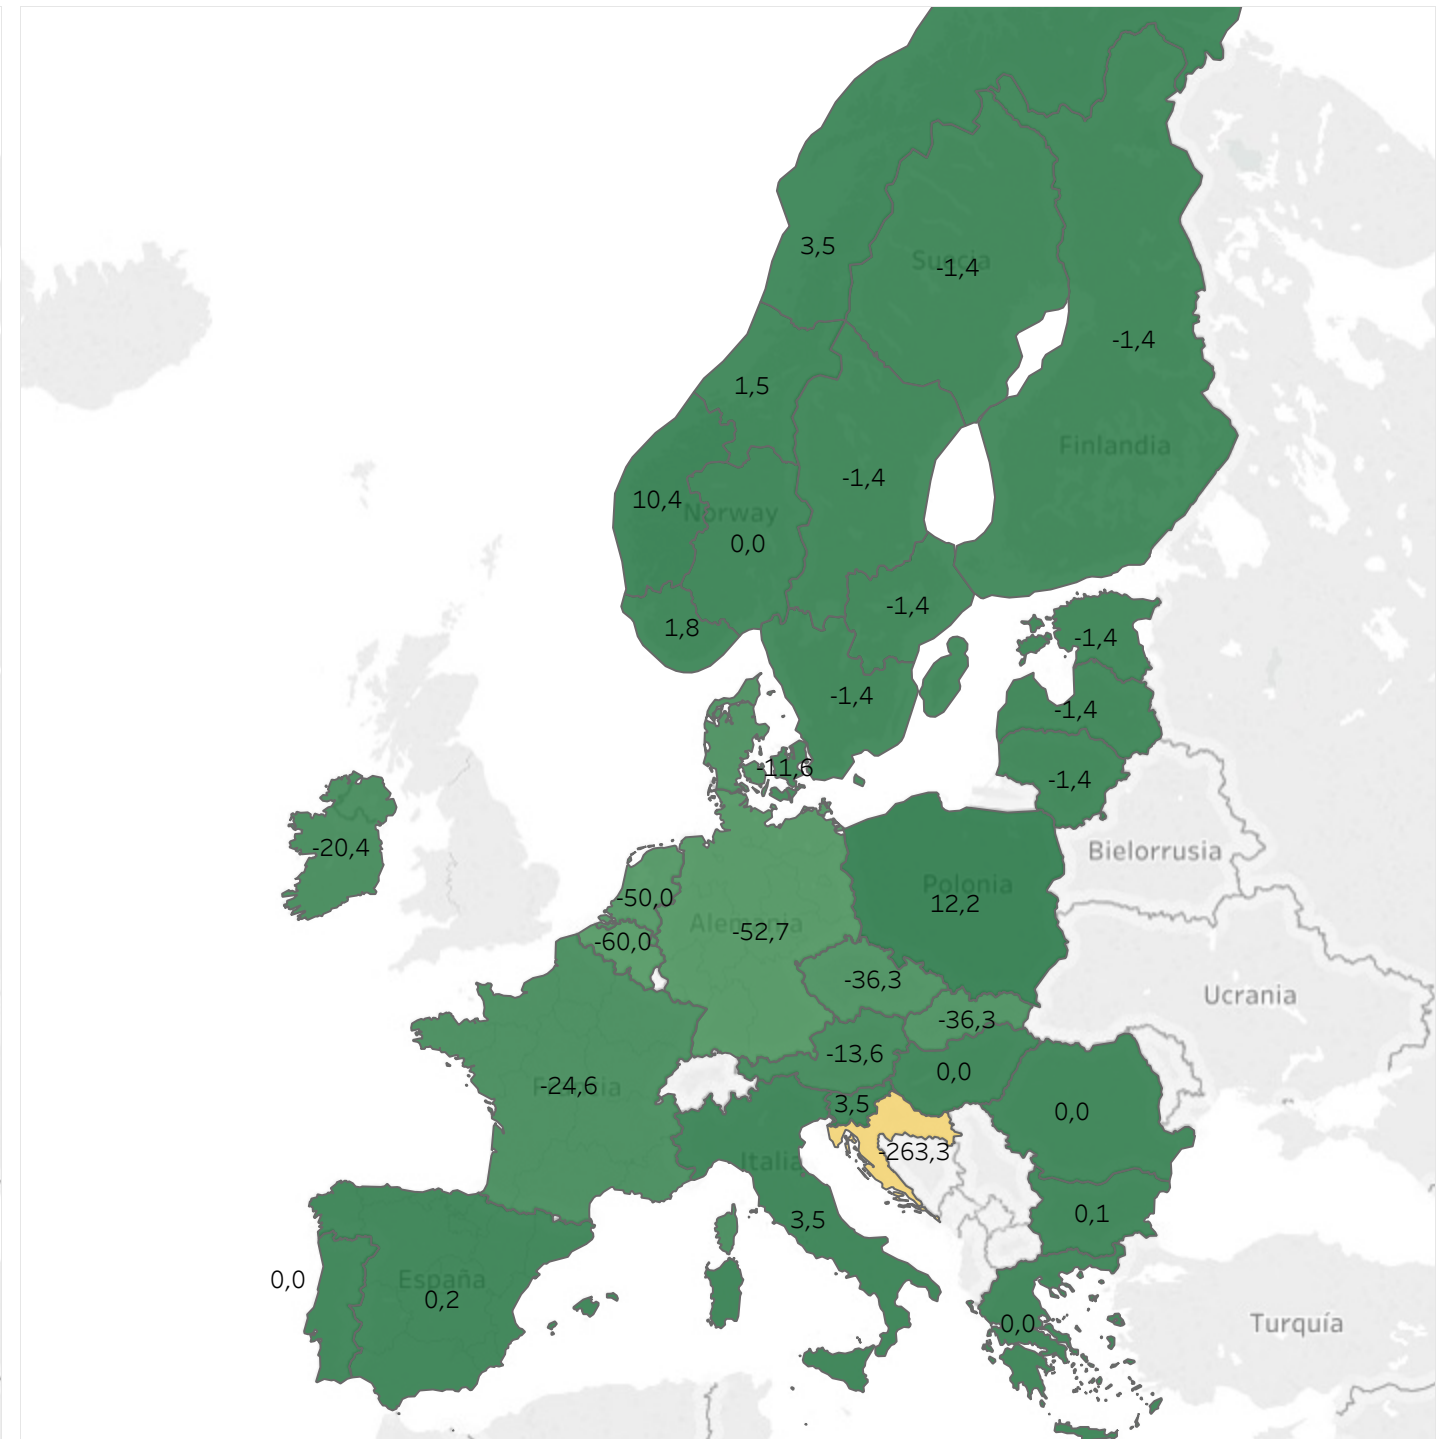 3,5
Suecia
-1,4
-1,4
1,5
Finlandia
-1,4
10,4
Norway
0,0
-1,4
1,8
-1,4
-1,4
-1,4
-11,6
-1,4
-20,4
Bielorrusia
Polonia
12,2
-50,0
Alemania
-52,7
-60,0
-36,3
Ucrania
-36,3
-13,6
0,0
Francia
-24,6
3,5
0,0
-263,3
Italia
3,5
0,1
0,0
España
0,2
0,0
Turquía